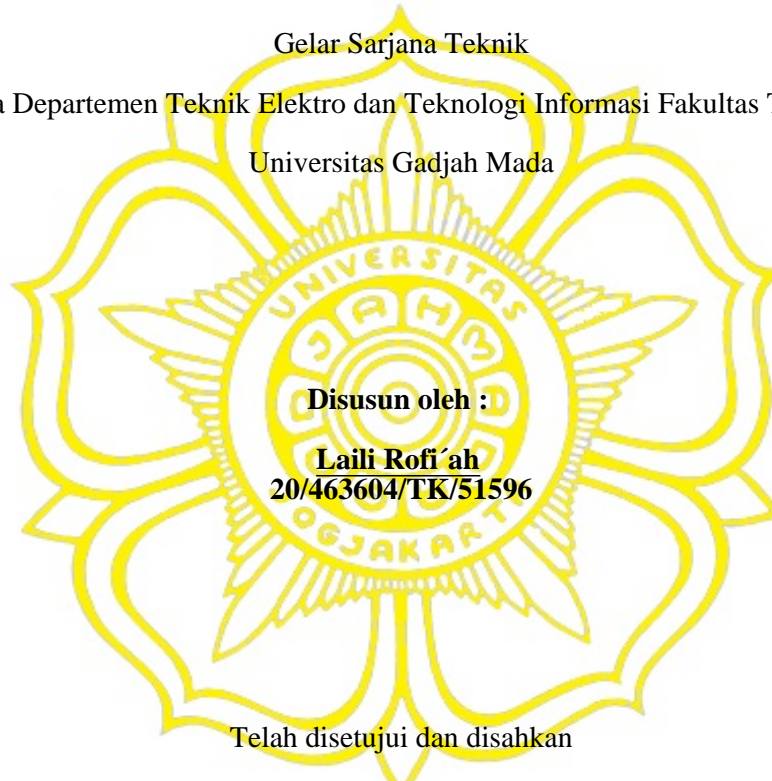 Gelar Sarjana Teknik
Departemen Teknik Elektro dan Teknologi Informasi Fakultas
Universitas Gadjah Mada
UNIVERSITAS
Disusun oleh :
Laili Rofi´ah
20/463604/TK/51596
Telah disetujui dan disahkan